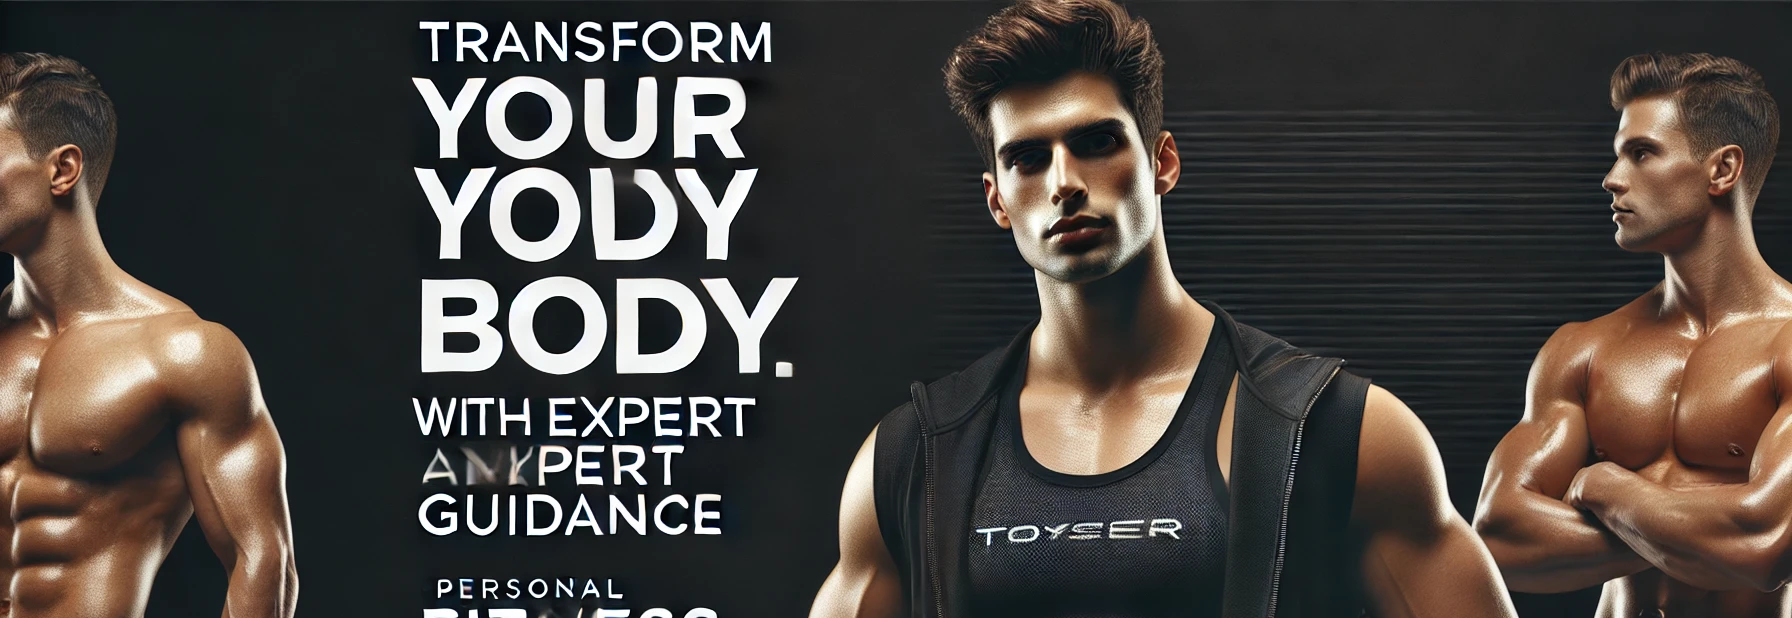 TRANSFORM
YOUR
YODY
BODY.
WITH EXPERT
GUIDANCE
PERSONAL
TOYSER